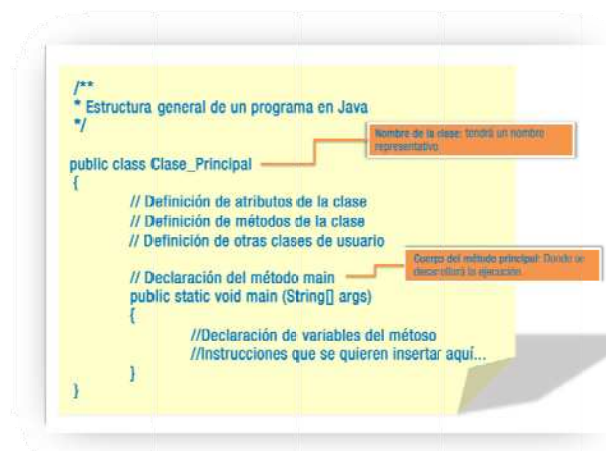 /**
* Estructura general de un programa en Java
*/
Nombre de la clase: tendrá un nombre
representativo
public class Clase_Principal
{
// Definición de atributos de la clase
// Definición de métodos de la clase
// Definición de otras clases de usuario
Cuerpo del método principal: Donde se
desarrollará la ejecución
// Declaración del método main
public static void main (String[] args)
{
//Declaración de variables del métoso
//Instrucciones que se quieren insertar aquí...
}
}